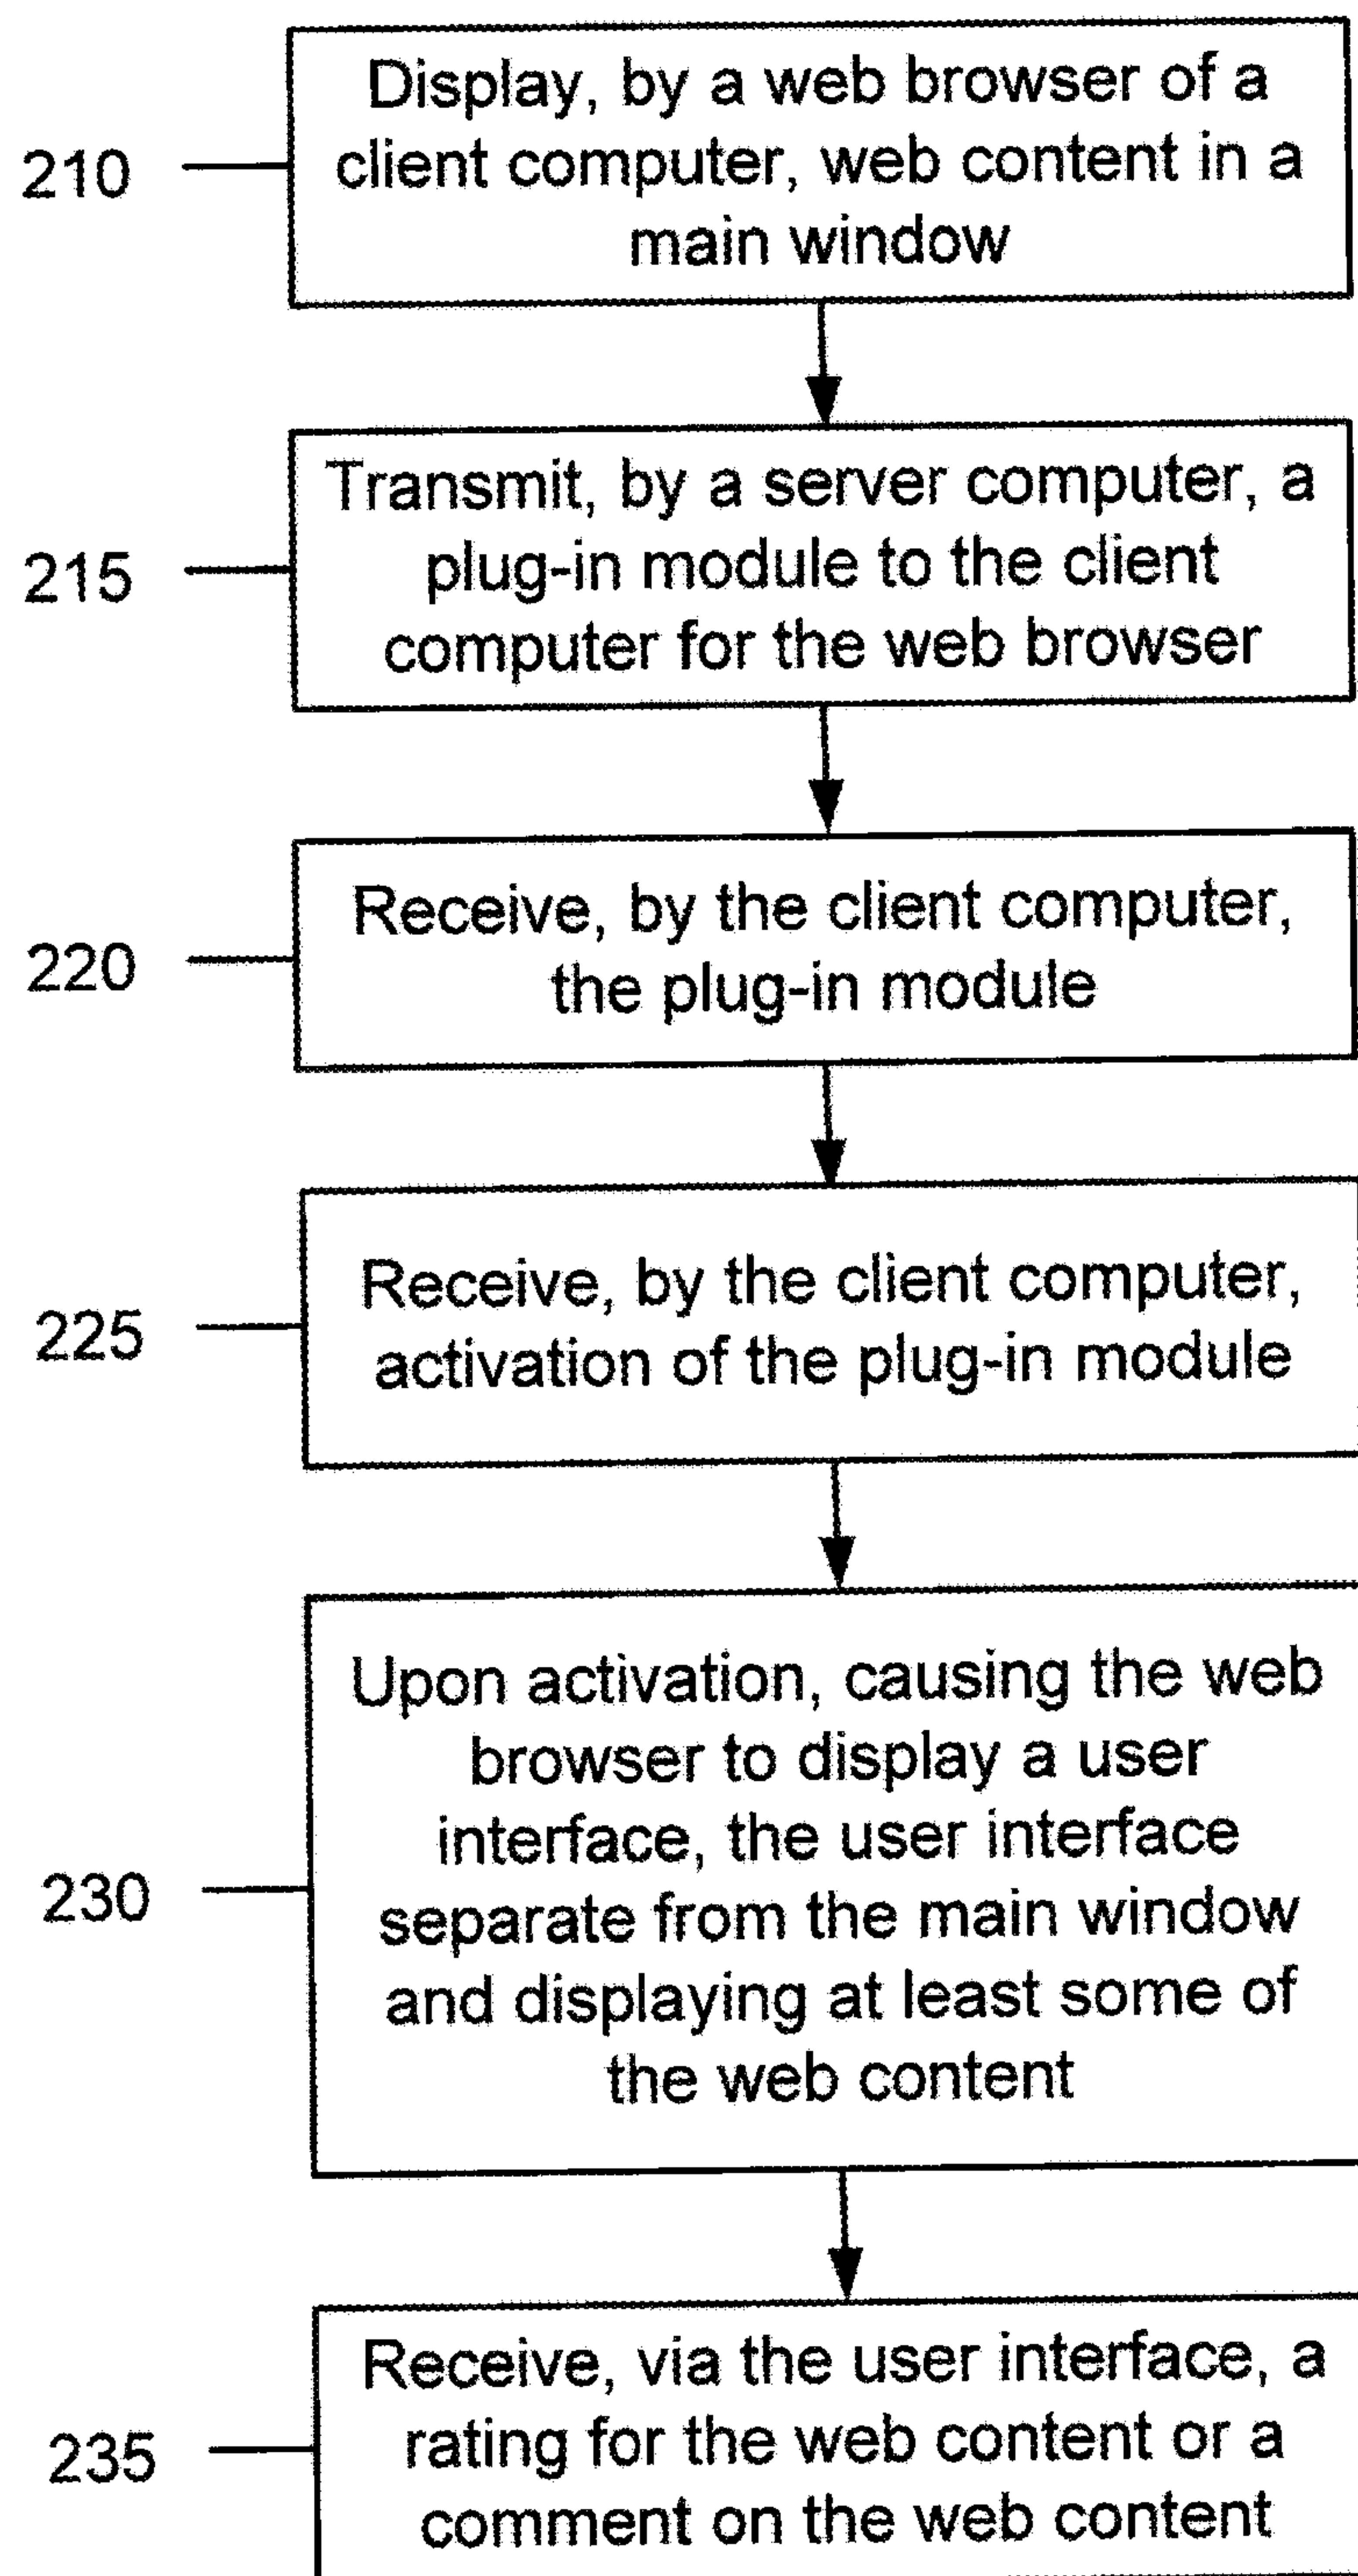 210
Display, by a web browser of a
client computer, web content in a
main window
215
Transmit, by a server computer, a
plug-in module to the client
computer for the web browser
220
Receive, by the client computer,
the plug-in module
225
Receive, by the client computer,
activation of the plug-in module
230
Upon activation, causing the web
browser to display a user
interface, the user interface
separate from the main window
and displaying at least some of
the web content
235
Receive, via the user interface, a
rating for the web content or a
comment on the web content